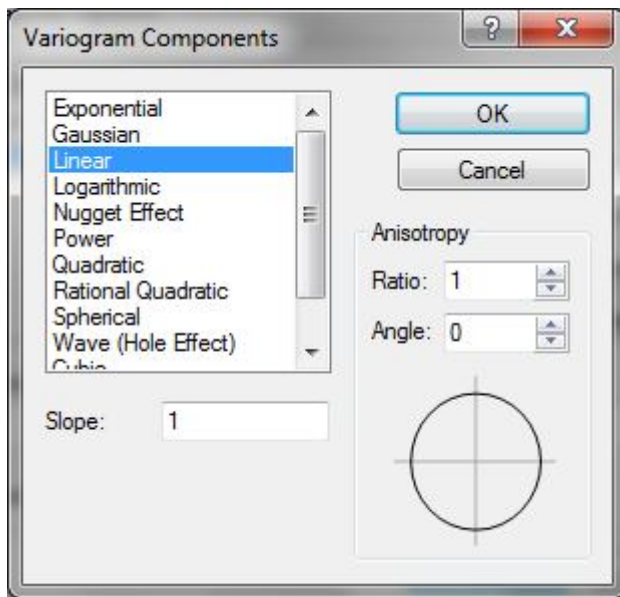 Variogram Components
Exponential
Gaussian
Linear
Logarithmic
Nugget Effect
Power
Quadratic
Rational Quadratic
Spherical
Wave (Hole Effect)
Cubic
Slope: 1
OK
Cancel
Anisotropy
Ratio: 1
Angle: 0